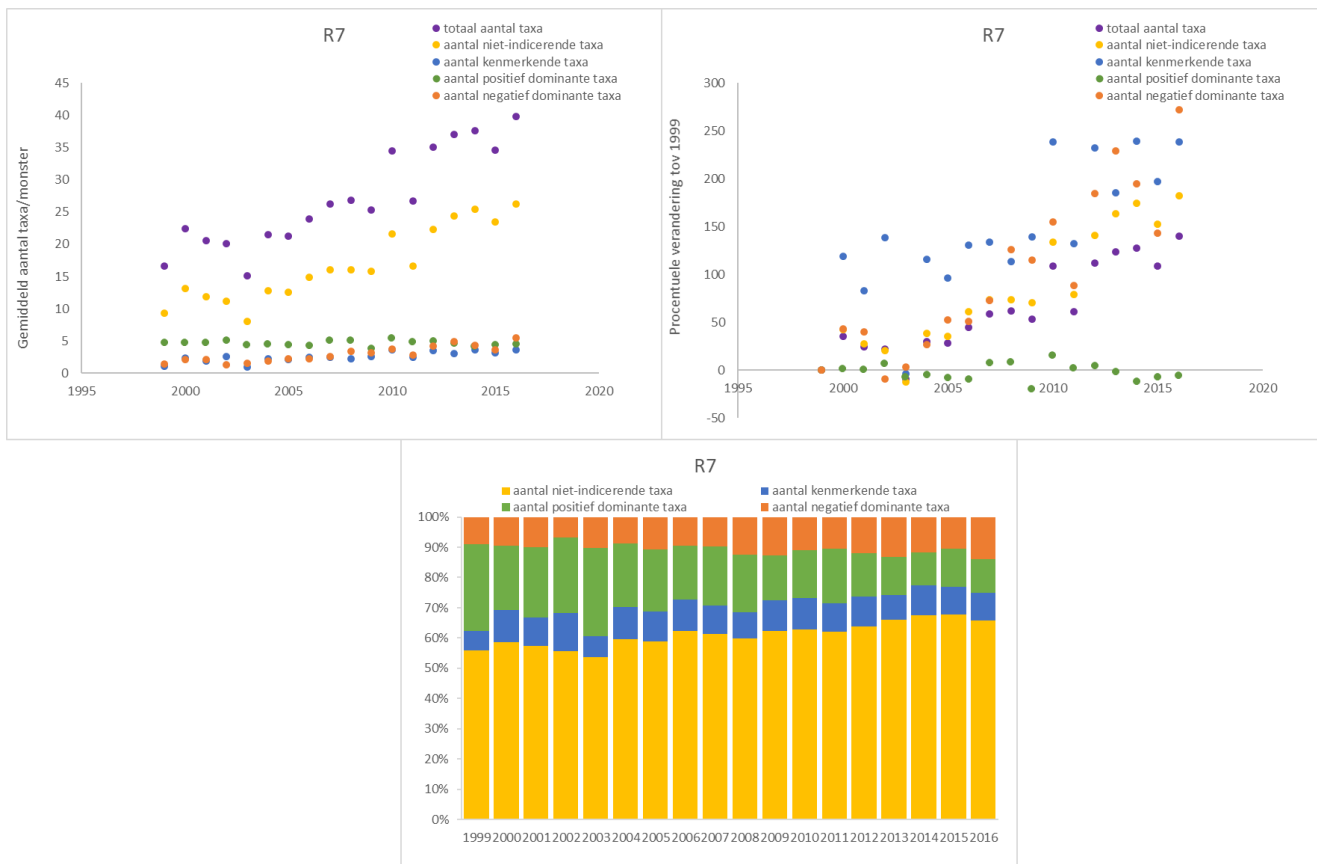 R7
totaal aantal taxa
aantal niet-indicerende taxa
aantal kenmerkende taxa
aantal positief dominante taxa
aantal negatief dominante taxa
Gemiddeld aantal taxa/monster
45
40
35
30
25
20
15
10
5
0
1995
2000
2005
2010
2015
2020
R7
totaal aantal taxa
aantal niet-indicerende taxa
aantal kenmerkende taxa
aantal positief dominante taxa
aantal negatief dominante taxa
Procentuele verandering tov 1999
300
250
200
150
100
50
0
-50
1995
2000
2005
2010
2015
2020
R7
aantal niet-indicerende taxa
aantal kenmerkende taxa
aantal positief dominante taxa
aantal negatief dominante taxa
100%
90%
80%
70%
60%
50%
40%
30%
20%
10%
0%
1999 2000 2001 2002 2003 2004 2005 2006 2007 2008 2009 2010 2011 2012 2013 2014 2015 2016